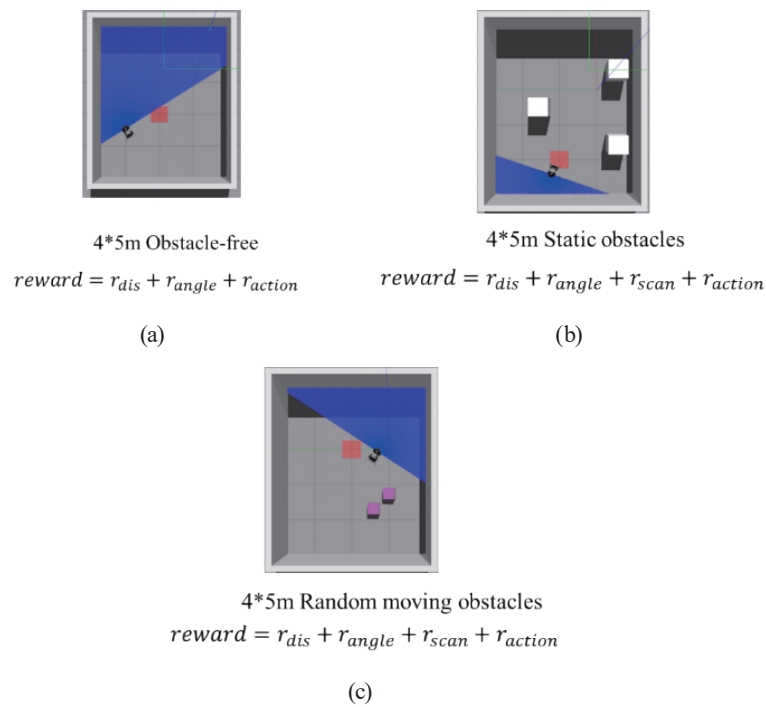 4*5m Obstacle-free
reward = r_dis + r_angle + r_action
(a)
4*5m Static obstacles
reward = r_dis + r_angle + r_scan + r_action
(b)
4*5m Random moving obstacles
reward = r_dis + r_angle + r_scan + r_action
(c)